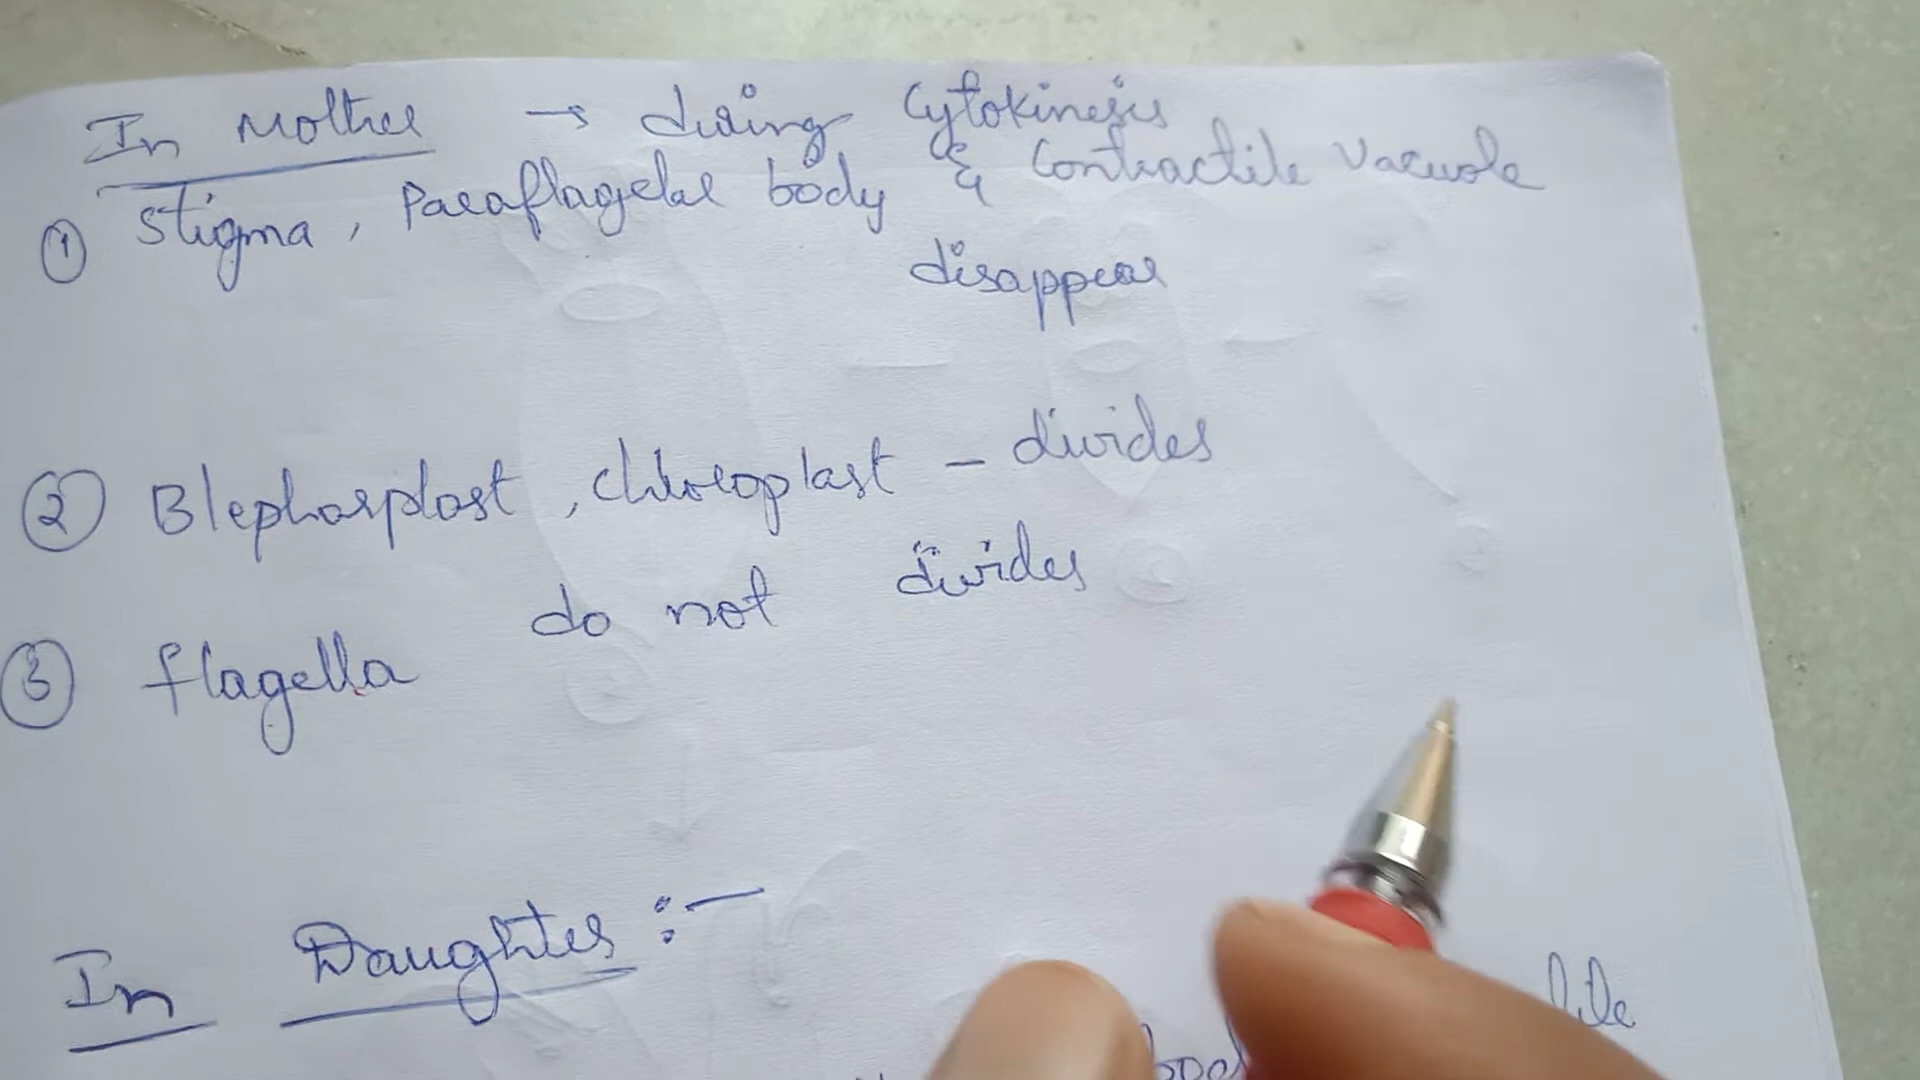 In Mother → during Cytokinesis
① Stigma, Paraflagellar body & Contractile Vacuole
disappear
② Blepharplast, chloroplast - divides
③ flagella do not divides
In Daughter :-